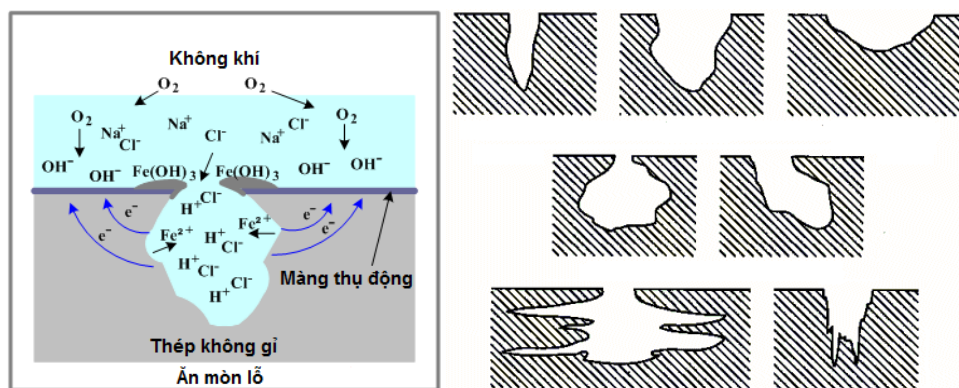 Không khí
O₂ O₂
O₂ Na⁺ Cl⁻ Na⁺ Cl⁻ Na⁺ Cl⁻ O₂
OH⁻ OH⁻ Fe(OH)₃ Fe(OH)₃ OH⁻ OH⁻
H⁺ Cl⁻
e⁻ e⁻
Fe²⁺ Fe²⁺
e⁻ H⁺ Cl⁻ e⁻
H⁺ Cl⁻
H⁺ Cl⁻
Màng thụ động
Thép không gỉ
Ăn mòn lỗ